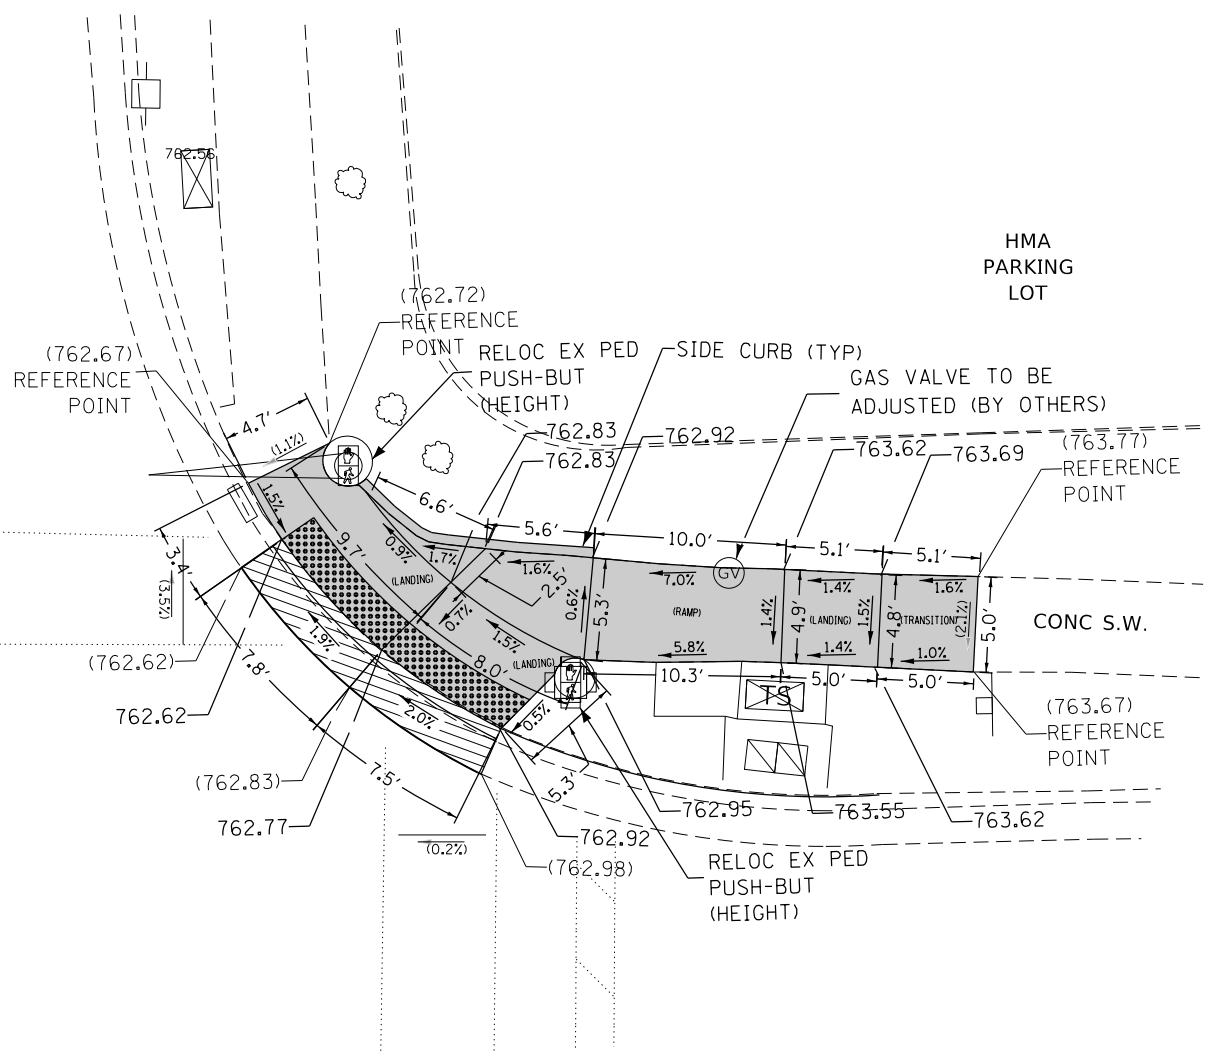 762.56
HMA
PARKING
LOT
(762.72)
REFERENCE
POINT
(762.67)
REFERENCE
POINT
RELOC EX PED
PUSH-BUT
(HEIGHT)
SIDE CURB (TYP)
GAS VALVE TO BE
ADJUSTED (BY OTHERS)
762.83
762.83
762.92
763.62
763.69
(763.77)
REFERENCE
POINT
4.7'
(1.1%)
1.5%
6.6'
5.6'
10.0'
5.1'
5.1'
3.4'
(3.5%)
9.7'
0.9%
1.7%
1.6%
2.5'
(LANDING)
0.7%
0.6%
5.3'
7.0%
GV
(RAMP)
5.8%
1.4%
4.9'
1.4%
(LANDING)
1.4%
1.5%
4.8'
1.6%
(TRANSITION)
(2.1%)
1.0%
5.0'
CONC S.W.
1.5%
(LANDING)
8.0'
1.9%
2.0%
0.5%
10.3'
5.0'
5.0'
TS
(762.62)
762.62
7.8'
(762.83)
762.77
7.5'
(0.2%)
5.3'
762.92
(762.98)
762.95
763.55
763.62
(763.67)
REFERENCE
POINT
RELOC EX PED
PUSH-BUT
(HEIGHT)